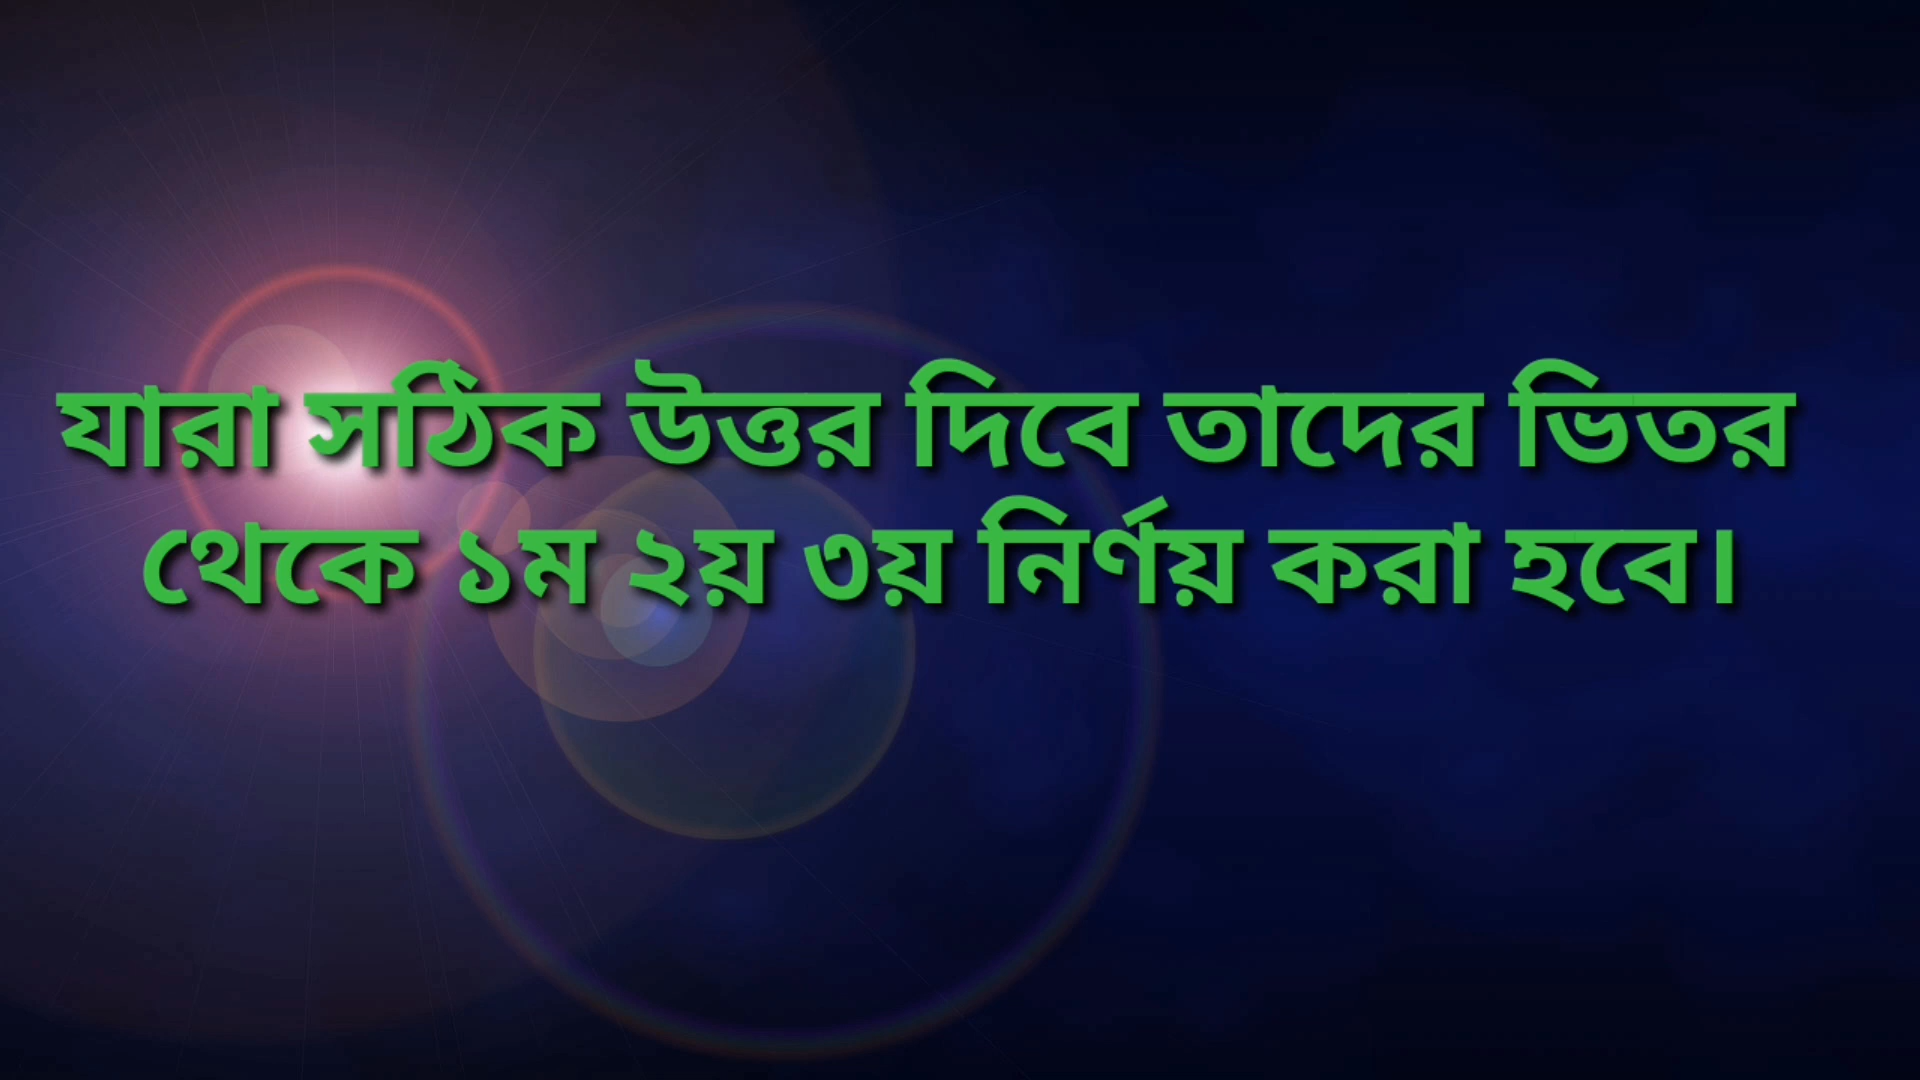 যারা সঠিক উত্তর দিবে তাদের ভিতর
থেকে ১ম ২য় ৩য় নির্ণয় করা হবে।